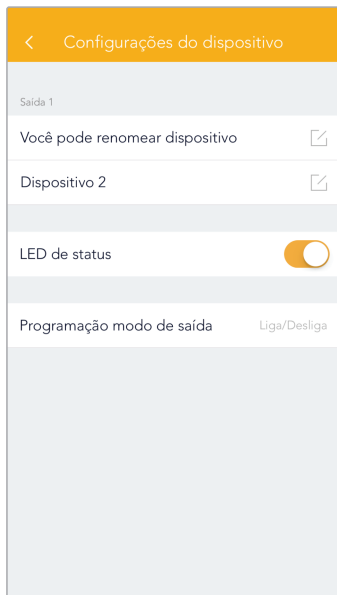 Configurações do dispositivo
Saída 1
Você pode renomear dispositivo
Dispositivo 2
LED de status
Programação modo de saída Liga/Desliga